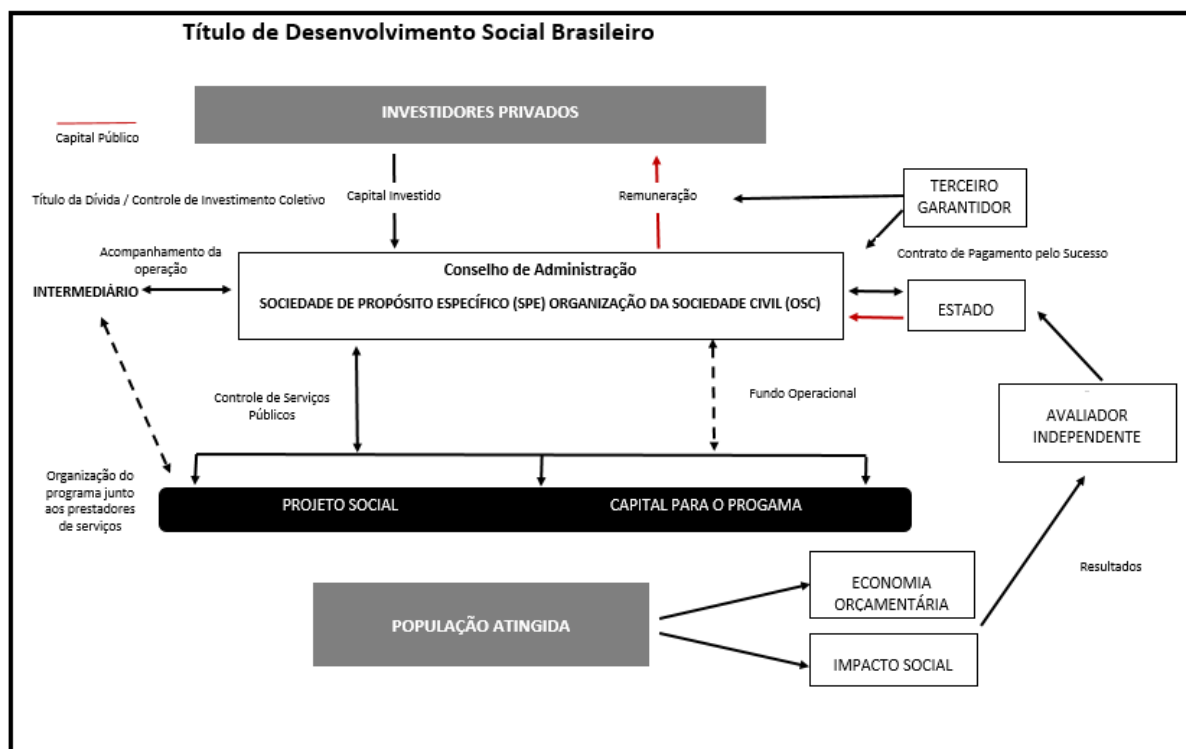 Título de Desenvolvimento Social Brasileiro
INVESTIDORES PRIVADOS
Capital Público
Título da Dívida / Controle de Investimento Coletivo
Capital Investido
Remuneração
TERCEIRO
GARANTIDOR
Acompanhamento da
operação
INTERMEDIÁRIO
Conselho de Administração
SOCIEDADE DE PROPÓSITO ESPECÍFICO (SPE) ORGANIZAÇÃO DA SOCIEDADE CIVIL (OSC)
Contrato de Pagamento pelo Sucesso
ESTADO
Controle de Serviços
Públicos
Fundo Operacional
AVALIADOR
INDEPENDENTE
Organização do
programa junto
aos prestadores
de serviços
PROJETO SOCIAL
CAPITAL PARA O PROGAMA
POPULAÇÃO ATINGIDA
ECONOMIA
ORÇAMENTÁRIA
IMPACTO SOCIAL
Resultados